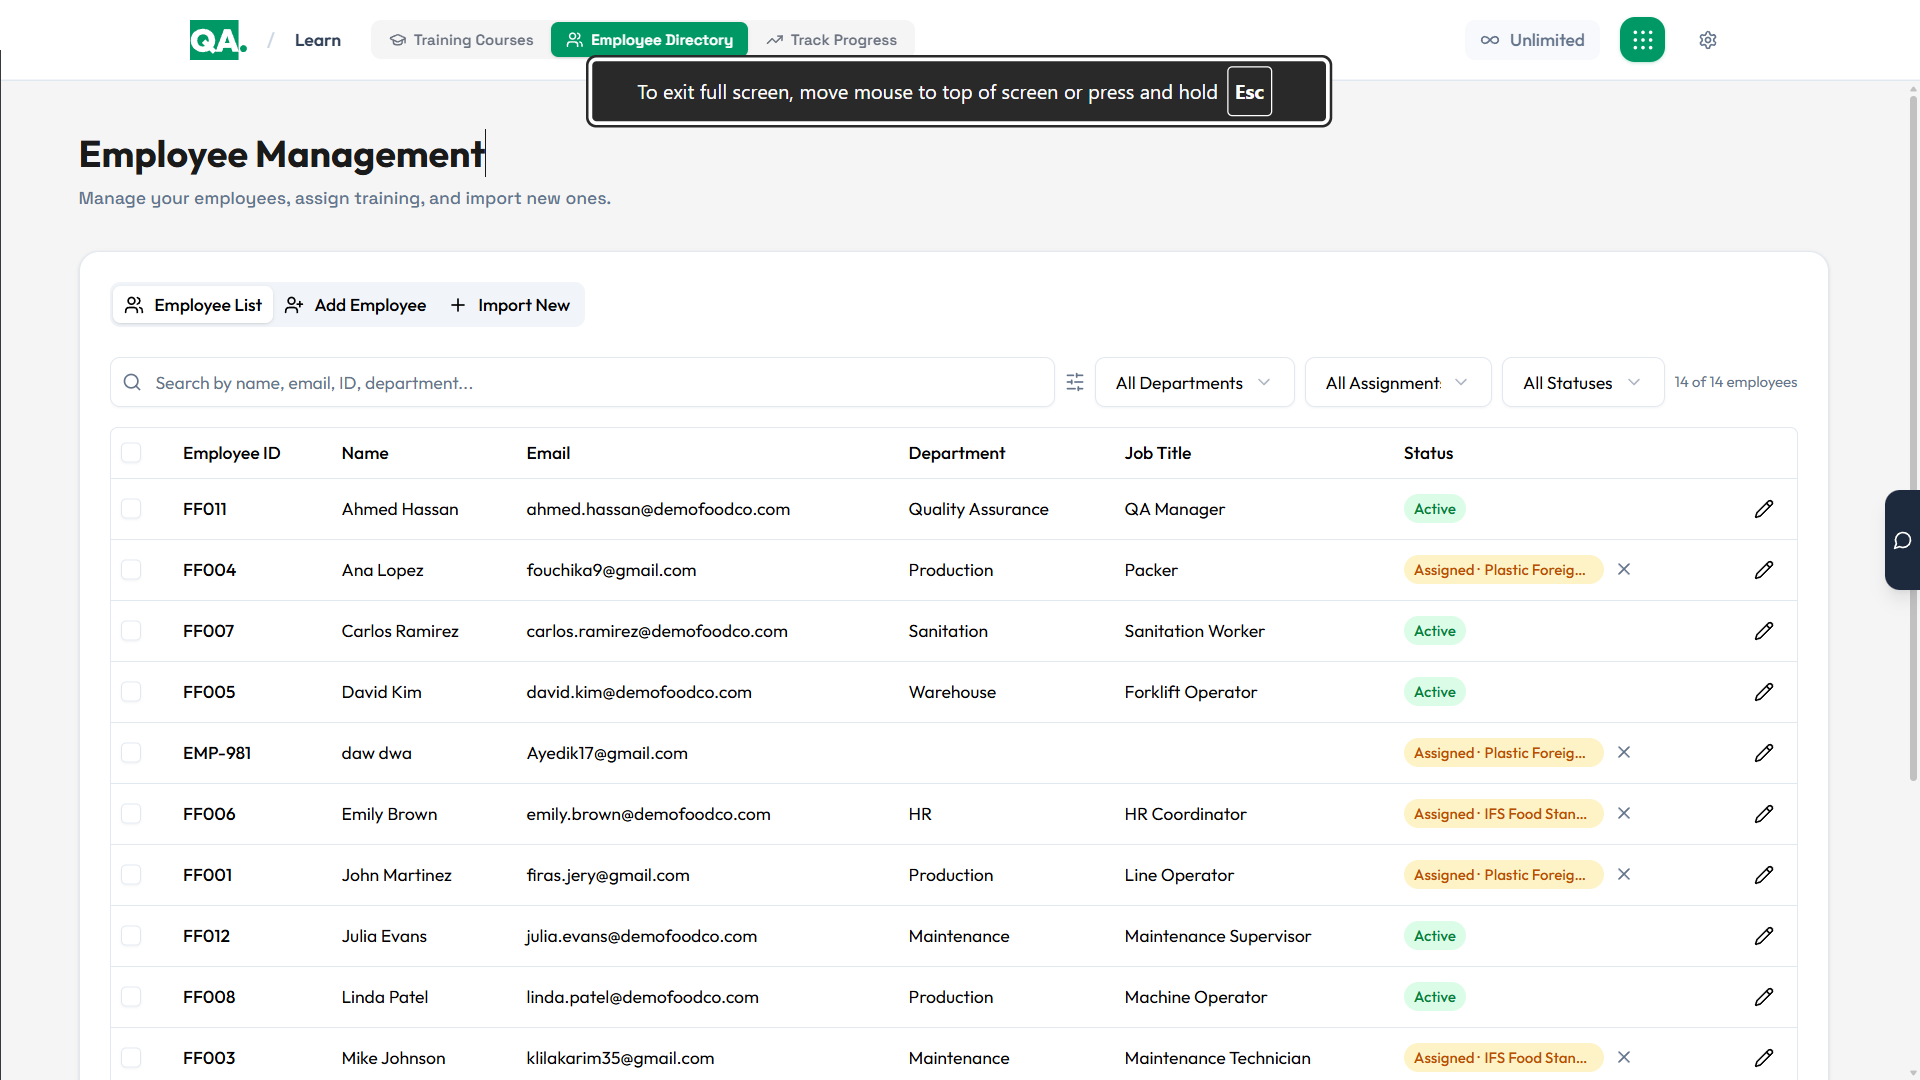 QA. / Learn Training Courses Employee Directory Track Progress Unlimited
To exit full screen, move mouse to top of screen or press and hold Esc
Employee Management
Manage your employees, assign training, and import new ones.
Employee List Add Employee Import New
Search by name, email, ID, department... All Departments All Assignment All Statuses 14 of 14 employees
Employee ID Name Email Department Job Title Status
FF011 Ahmed Hassan ahmed.hassan@demofoodco.com Quality Assurance QA Manager Active
FF004 Ana Lopez fouchika9@gmail.com Production Packer Assigned · Plastic Foreig...
FF007 Carlos Ramirez carlos.ramirez@demofoodco.com Sanitation Sanitation Worker Active
FF005 David Kim david.kim@demofoodco.com Warehouse Forklift Operator Active
EMP-981 daw dwa Ayedik17@gmail.com Assigned · Plastic Foreig...
FF006 Emily Brown emily.brown@demofoodco.com HR HR Coordinator Assigned · IFS Food Stan...
FF001 John Martinez firas.jery@gmail.com Production Line Operator Assigned · Plastic Foreig...
FF012 Julia Evans julia.evans@demofoodco.com Maintenance Maintenance Supervisor Active
FF008 Linda Patel linda.patel@demofoodco.com Production Machine Operator Active
FF003 Mike Johnson klilakarim35@gmail.com Maintenance Maintenance Technician Assigned · IFS Food Stan...